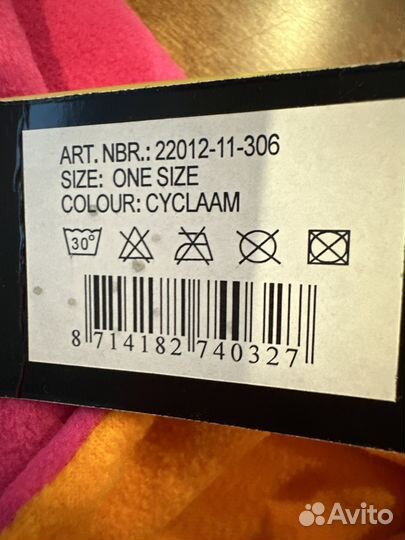 ART. NBR.: 22012-11-306
SIZE: ONE SIZE
COLOUR: CYCLAAM
30°
8 714182 740327
Avito